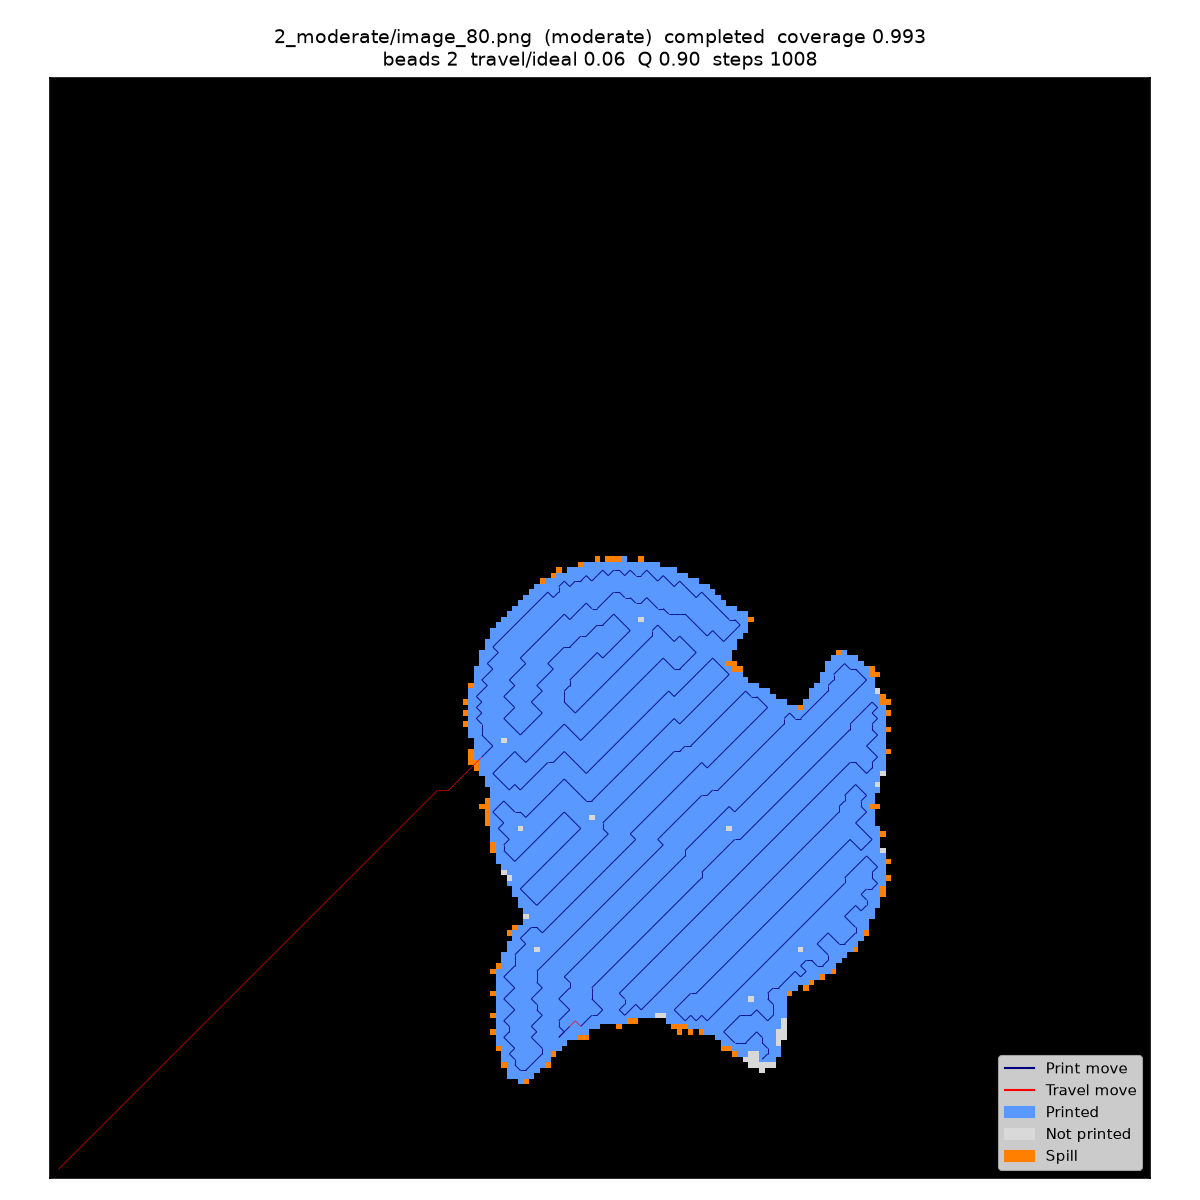 2_moderate/image_80.png  (moderate)  completed  coverage 0.993
beads 2  travel/ideal 0.06  Q 0.90  steps 1008
Print move
Travel move
Printed
Not printed
Spill